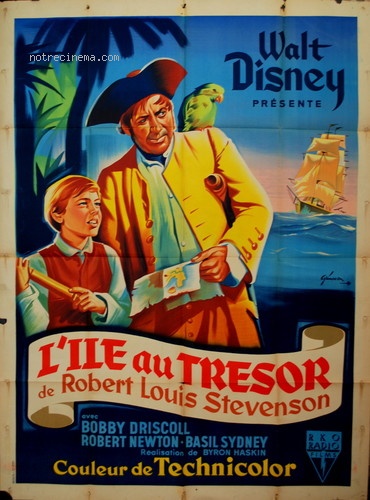 notrecinema.com
Walt
Disney
PRÉSENTE
L'ILE au TRESOR
de Robert Louis Stevenson
avec
BOBBY DRISCOLL
ROBERT NEWTON - BASIL SYDNEY
Réalisation de BYRON HASKIN
Couleur de Technicolor
RKO
RADIO
FILMS